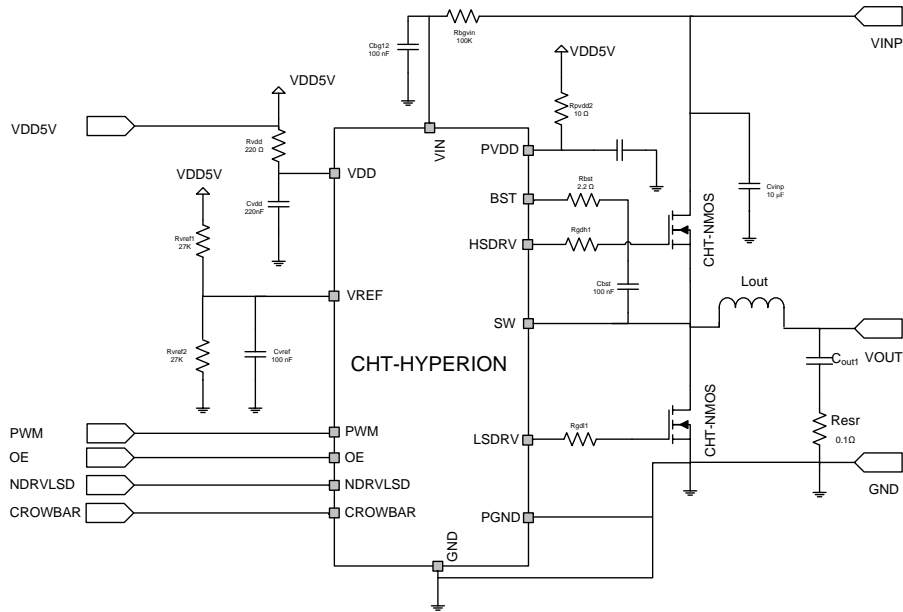 Rbgvin
100K
Cbg12
100 nF
VINP
VDD5V
VDD5V
VDD5V
Rpvdd2
10 Ω
Rvdd
220 Ω
VIN
PVDD
VDD
Rbst
2.2 Ω
Cvinp
10 µF
VDD5V
Cvdd
220nF
BST
CHT-NMOS
Rvref1
27K
HSDRV
Rgdh1
Cbst
100 nF
Lout
VREF
SW
VOUT
Rvref2
27K
Cvref
100 nF
CHT-HYPERION
Cout1
CHT-NMOS
Resr
0.1Ω
PWM
PWM
LSDRV
Rgdl1
OE
OE
NDRVLSD
NDRVLSD
GND
CROWBAR
CROWBAR
PGND
GND